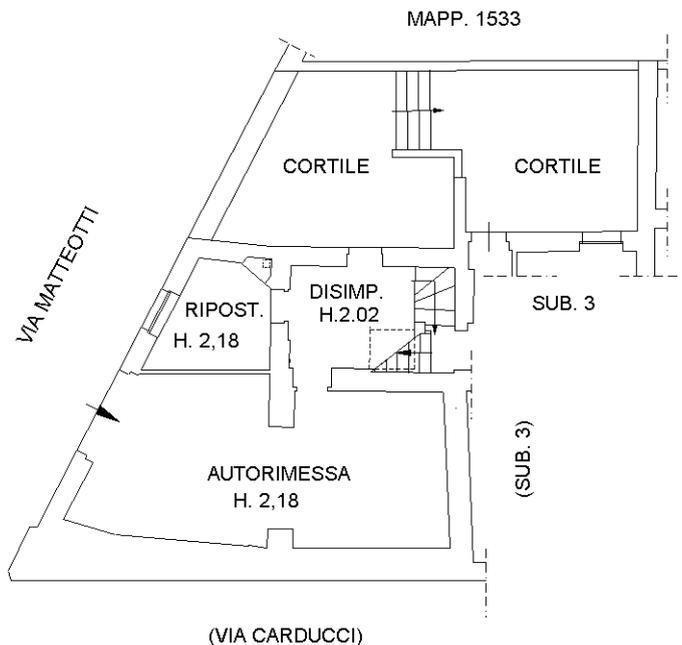 MAPP. 1533
CORTILE
CORTILE
VIA MATTEOTTI
RIPOST.
H. 2,18
DISIMP.
H.2.02
SUB. 3
(SUB. 3)
AUTORIMESSA
H. 2,18
(VIA CARDUCCI)